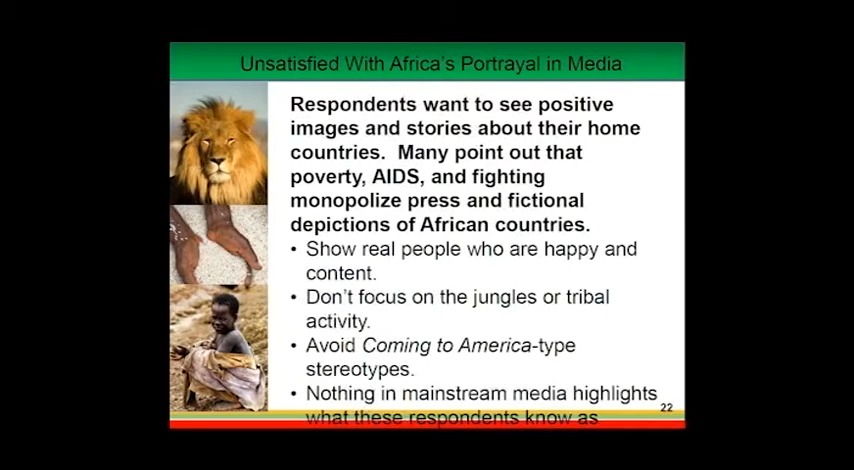 Unsatisfied With Africa's Portrayal in Media
Respondents want to see positive
images and stories about their home
countries.  Many point out that
poverty, AIDS, and fighting
monopolize press and fictional
depictions of African countries.
• Show real people who are happy and
content.
• Don't focus on the jungles or tribal
activity.
• Avoid Coming to America-type
stereotypes.
• Nothing in mainstream media highlights
what these respondents know as
22